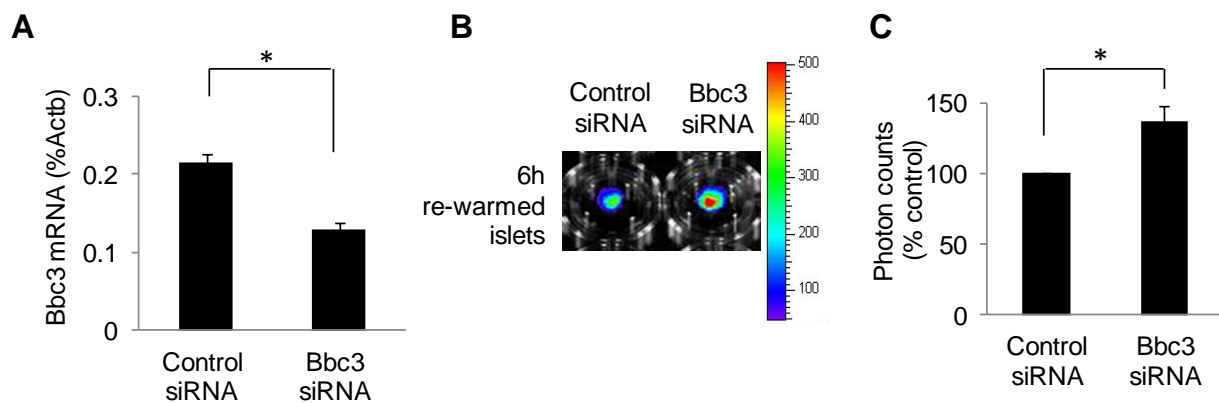 A
*
Bbc3 mRNA (%Actb)
0.3
0.2
0.1
0
Control
siRNA
Bbc3
siRNA
B
Control
siRNA
Bbc3
siRNA
6h
re-warmed
islets
500
400
300
200
100
C
*
Photon counts
(% control)
150
100
50
0
Control
siRNA
Bbc3
siRNA